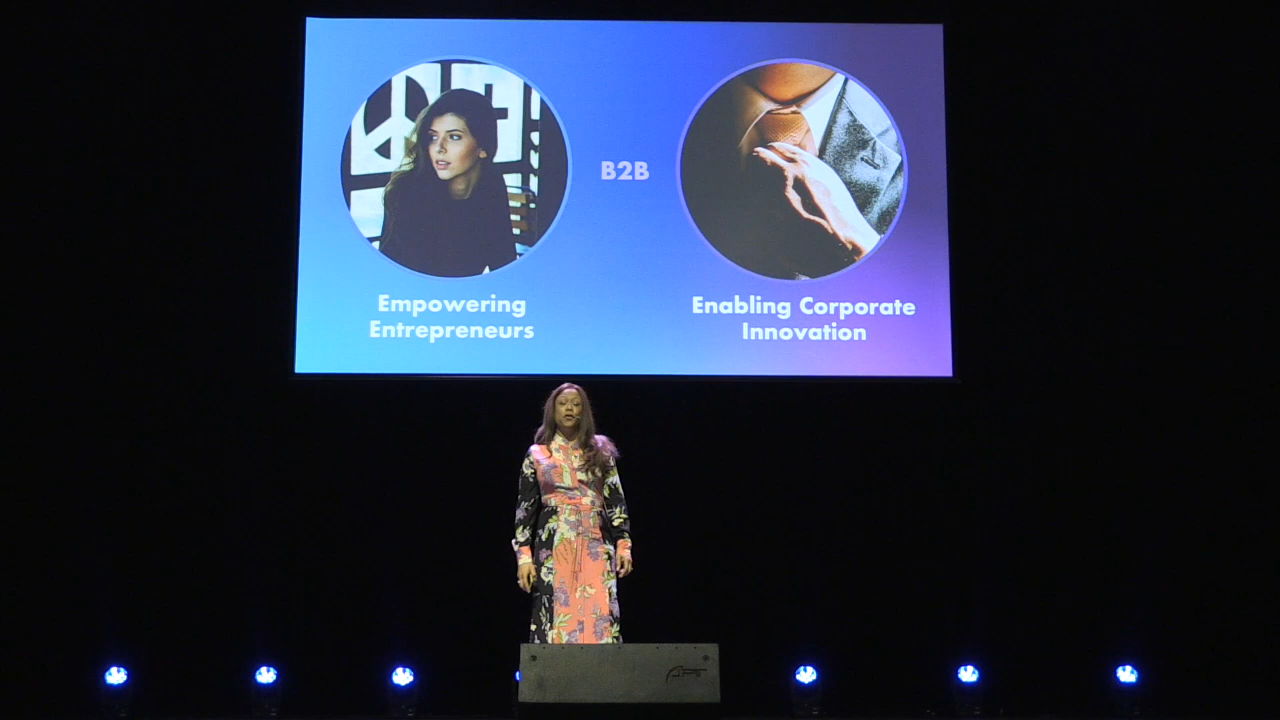 B2B
Empowering
Entrepreneurs
Enabling Corporate
Innovation